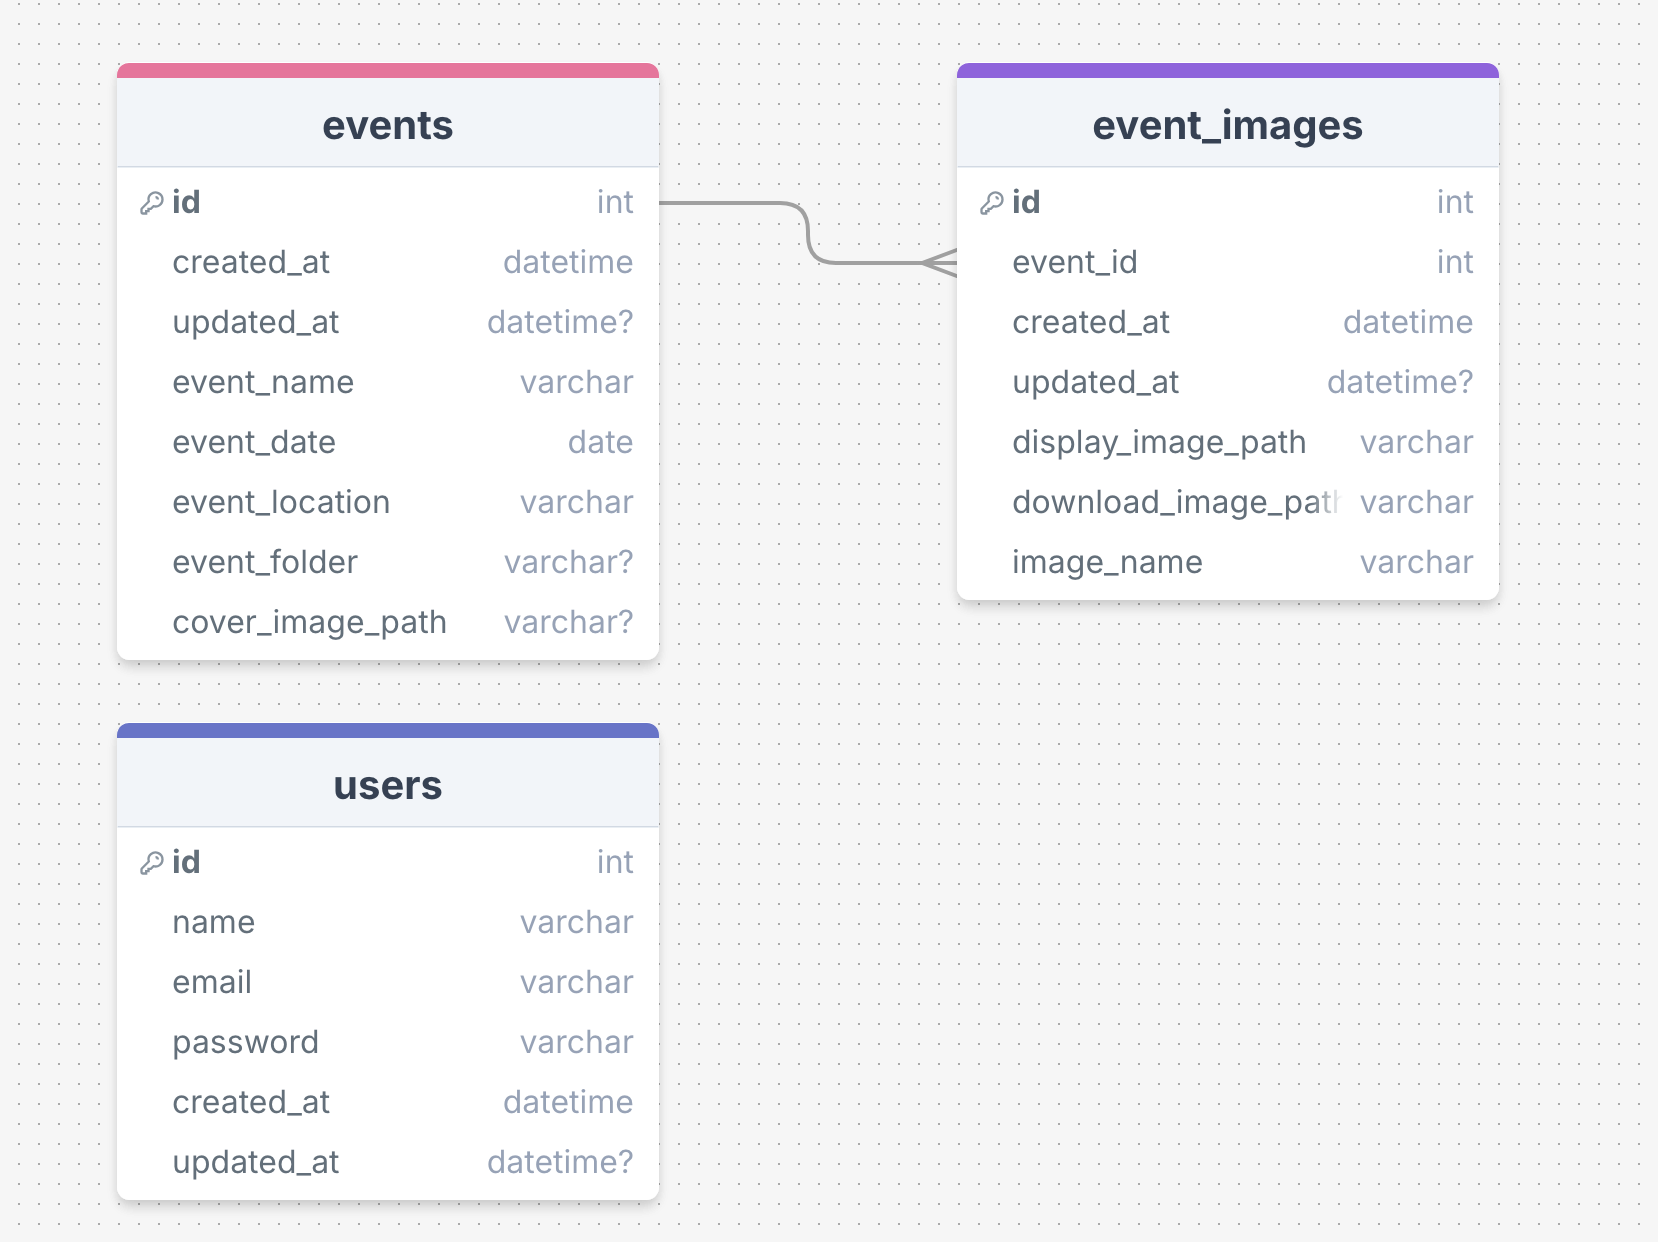 events
id int
created_at datetime
updated_at datetime?
event_name varchar
event_date date
event_location varchar
event_folder varchar?
cover_image_path varchar?
event_images
id int
event_id int
created_at datetime
updated_at datetime?
display_image_path varchar
download_image_path varchar
image_name varchar
users
id int
name varchar
email varchar
password varchar
created_at datetime
updated_at datetime?